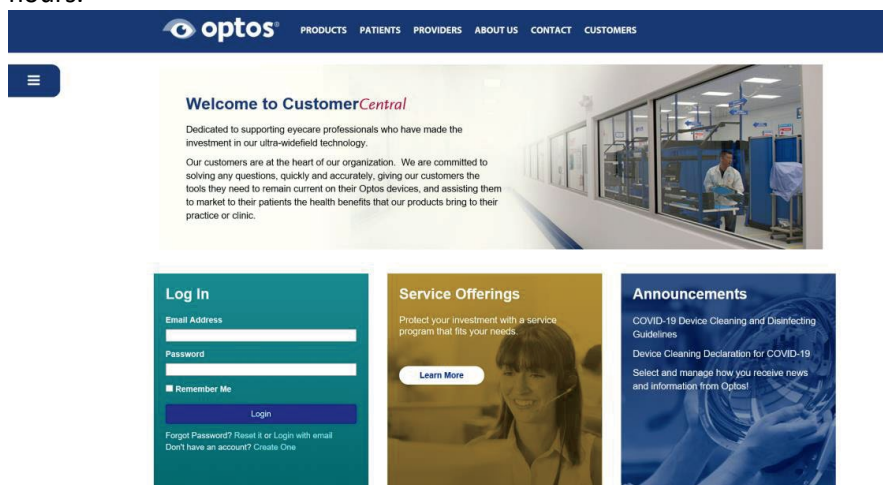 hours.
optos®
PRODUCTS PATIENTS PROVIDERS ABOUT US CONTACT CUSTOMERS
Welcome to CustomerCentral
Dedicated to supporting eyecare professionals who have made the
investment in our ultra-widefield technology.
Our customers are at the heart of our organization. We are committed to
solving any questions, quickly and accurately, giving our customers the
tools they need to remain current on their Optos devices, and assisting them
to market to their patients the health benefits that our products bring to their
practice or clinic.
Log In
Email Address
Password
Remember Me
Login
Forgot Password? Reset it or Login with email
Don't have an account? Create One
Service Offerings
Protect your investment with a service
program that fits your needs.
Learn More
Announcements
COVID-19 Device Cleaning and Disinfecting
Guidelines
Device Cleaning Declaration for COVID-19
Select and manage how you receive news
and information from Optos!